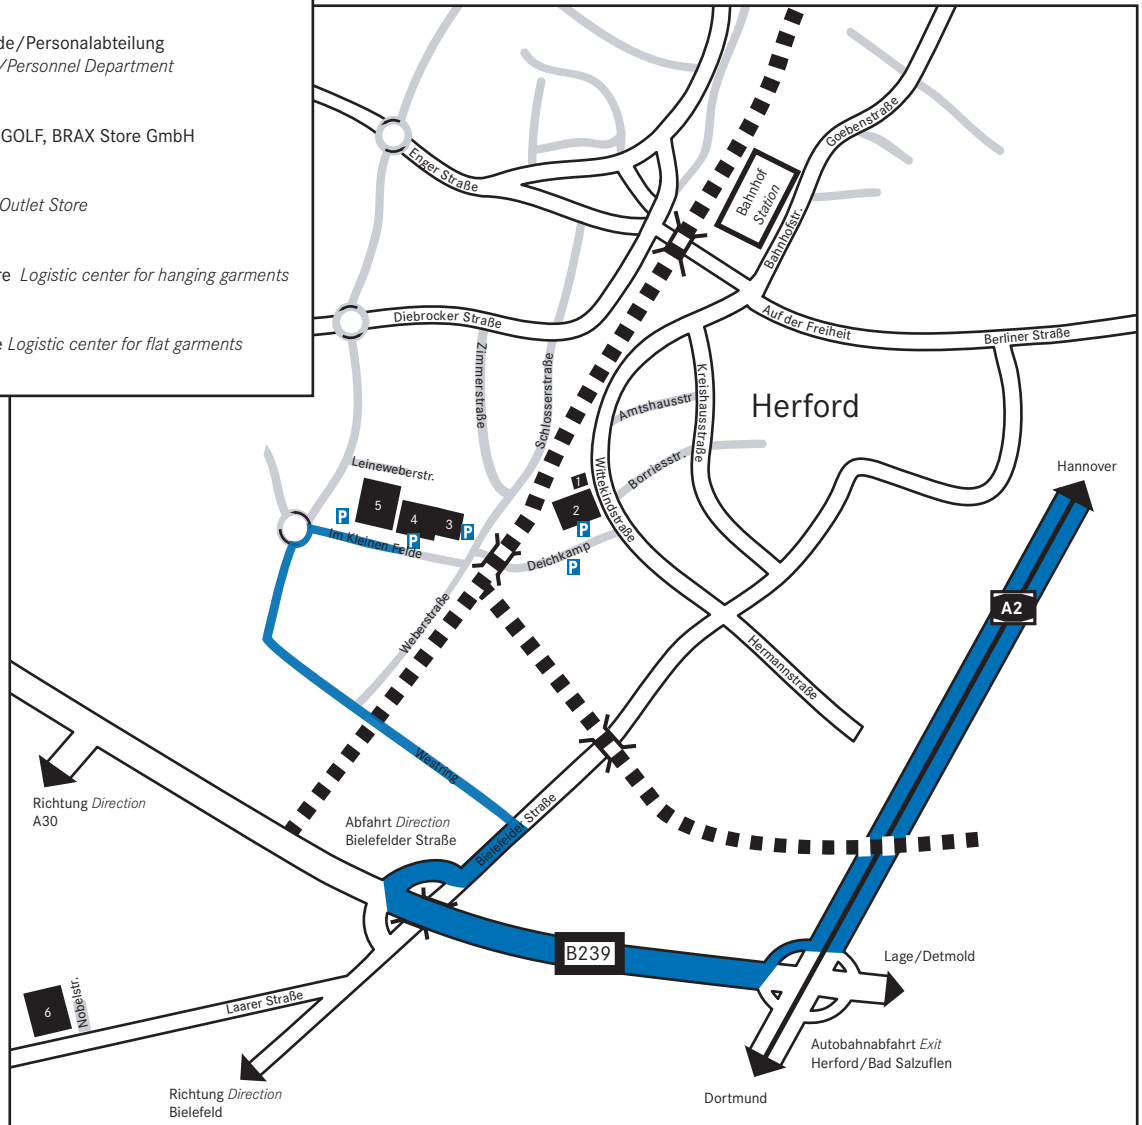 de/Personalabteilung
/Personnel Department
GOLF, BRAX Store GmbH
Outlet Store
re Logistic center for hanging garments
e Logistic center for flat garments
Enger Straße
Goebenstraße
Bahnhof
Station
Bahnhofstr.
Diebrocker Straße
Auf der Freiheit
Berliner Straße
Zimmerstraße
Schlosserstraße
Kreishausstraße
Amtshausstr
Herford
Leineweberstr.
Wittekindstraße
Borriesstr.
Hannover
1
2
3
4
5
P
P
P
P
P
Im Kleinen Felde
Deichkamp
Weberstraße
A2
Hermannstraße
Westring
Richtung Direction
A30
Abfahrt Direction
Bielefelder Straße
Bielefelder Straße
B239
Lage/Detmold
6
Nobelstr.
Laarer Straße
Autobahnabfahrt Exit
Herford/Bad Salzuflen
Richtung Direction
Bielefeld
Dortmund